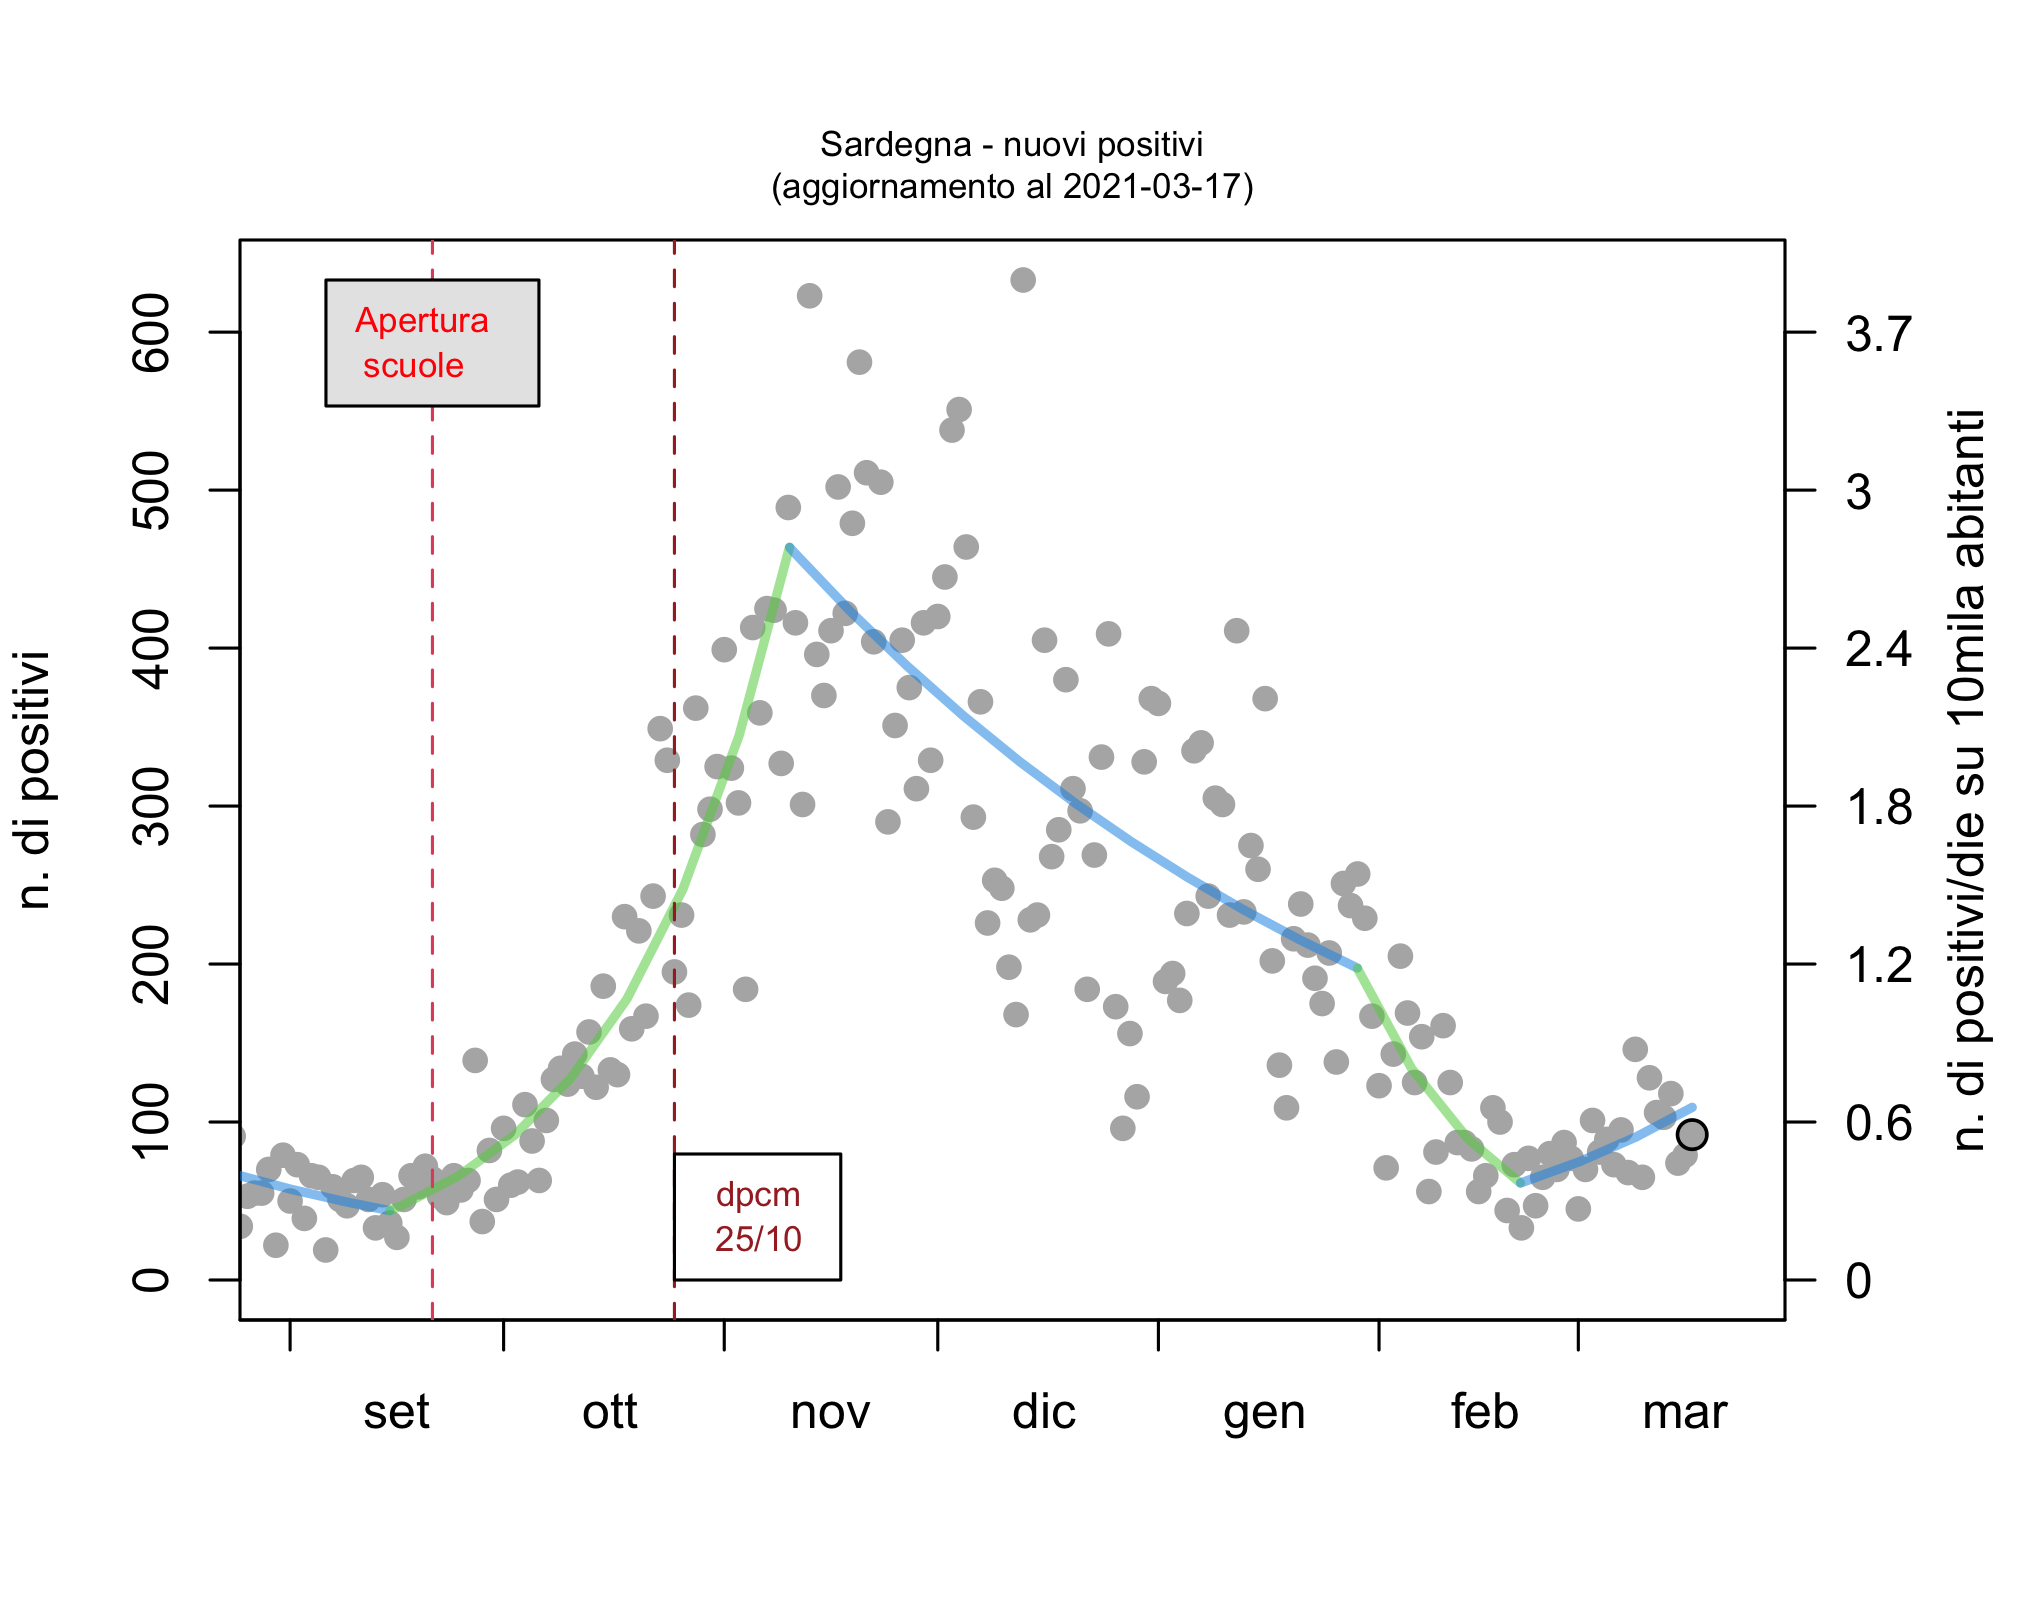 Sardegna - nuovi positivi
(aggiornamento al 2021-03-17)
n. di positivi
600
500
400
300
200
100
0
Apertura
scuole
dpcm
25/10
3.7
3
2.4
1.8
1.2
0.6
0
n. di positivi/die su 10mila abitanti
set ott nov dic gen feb mar